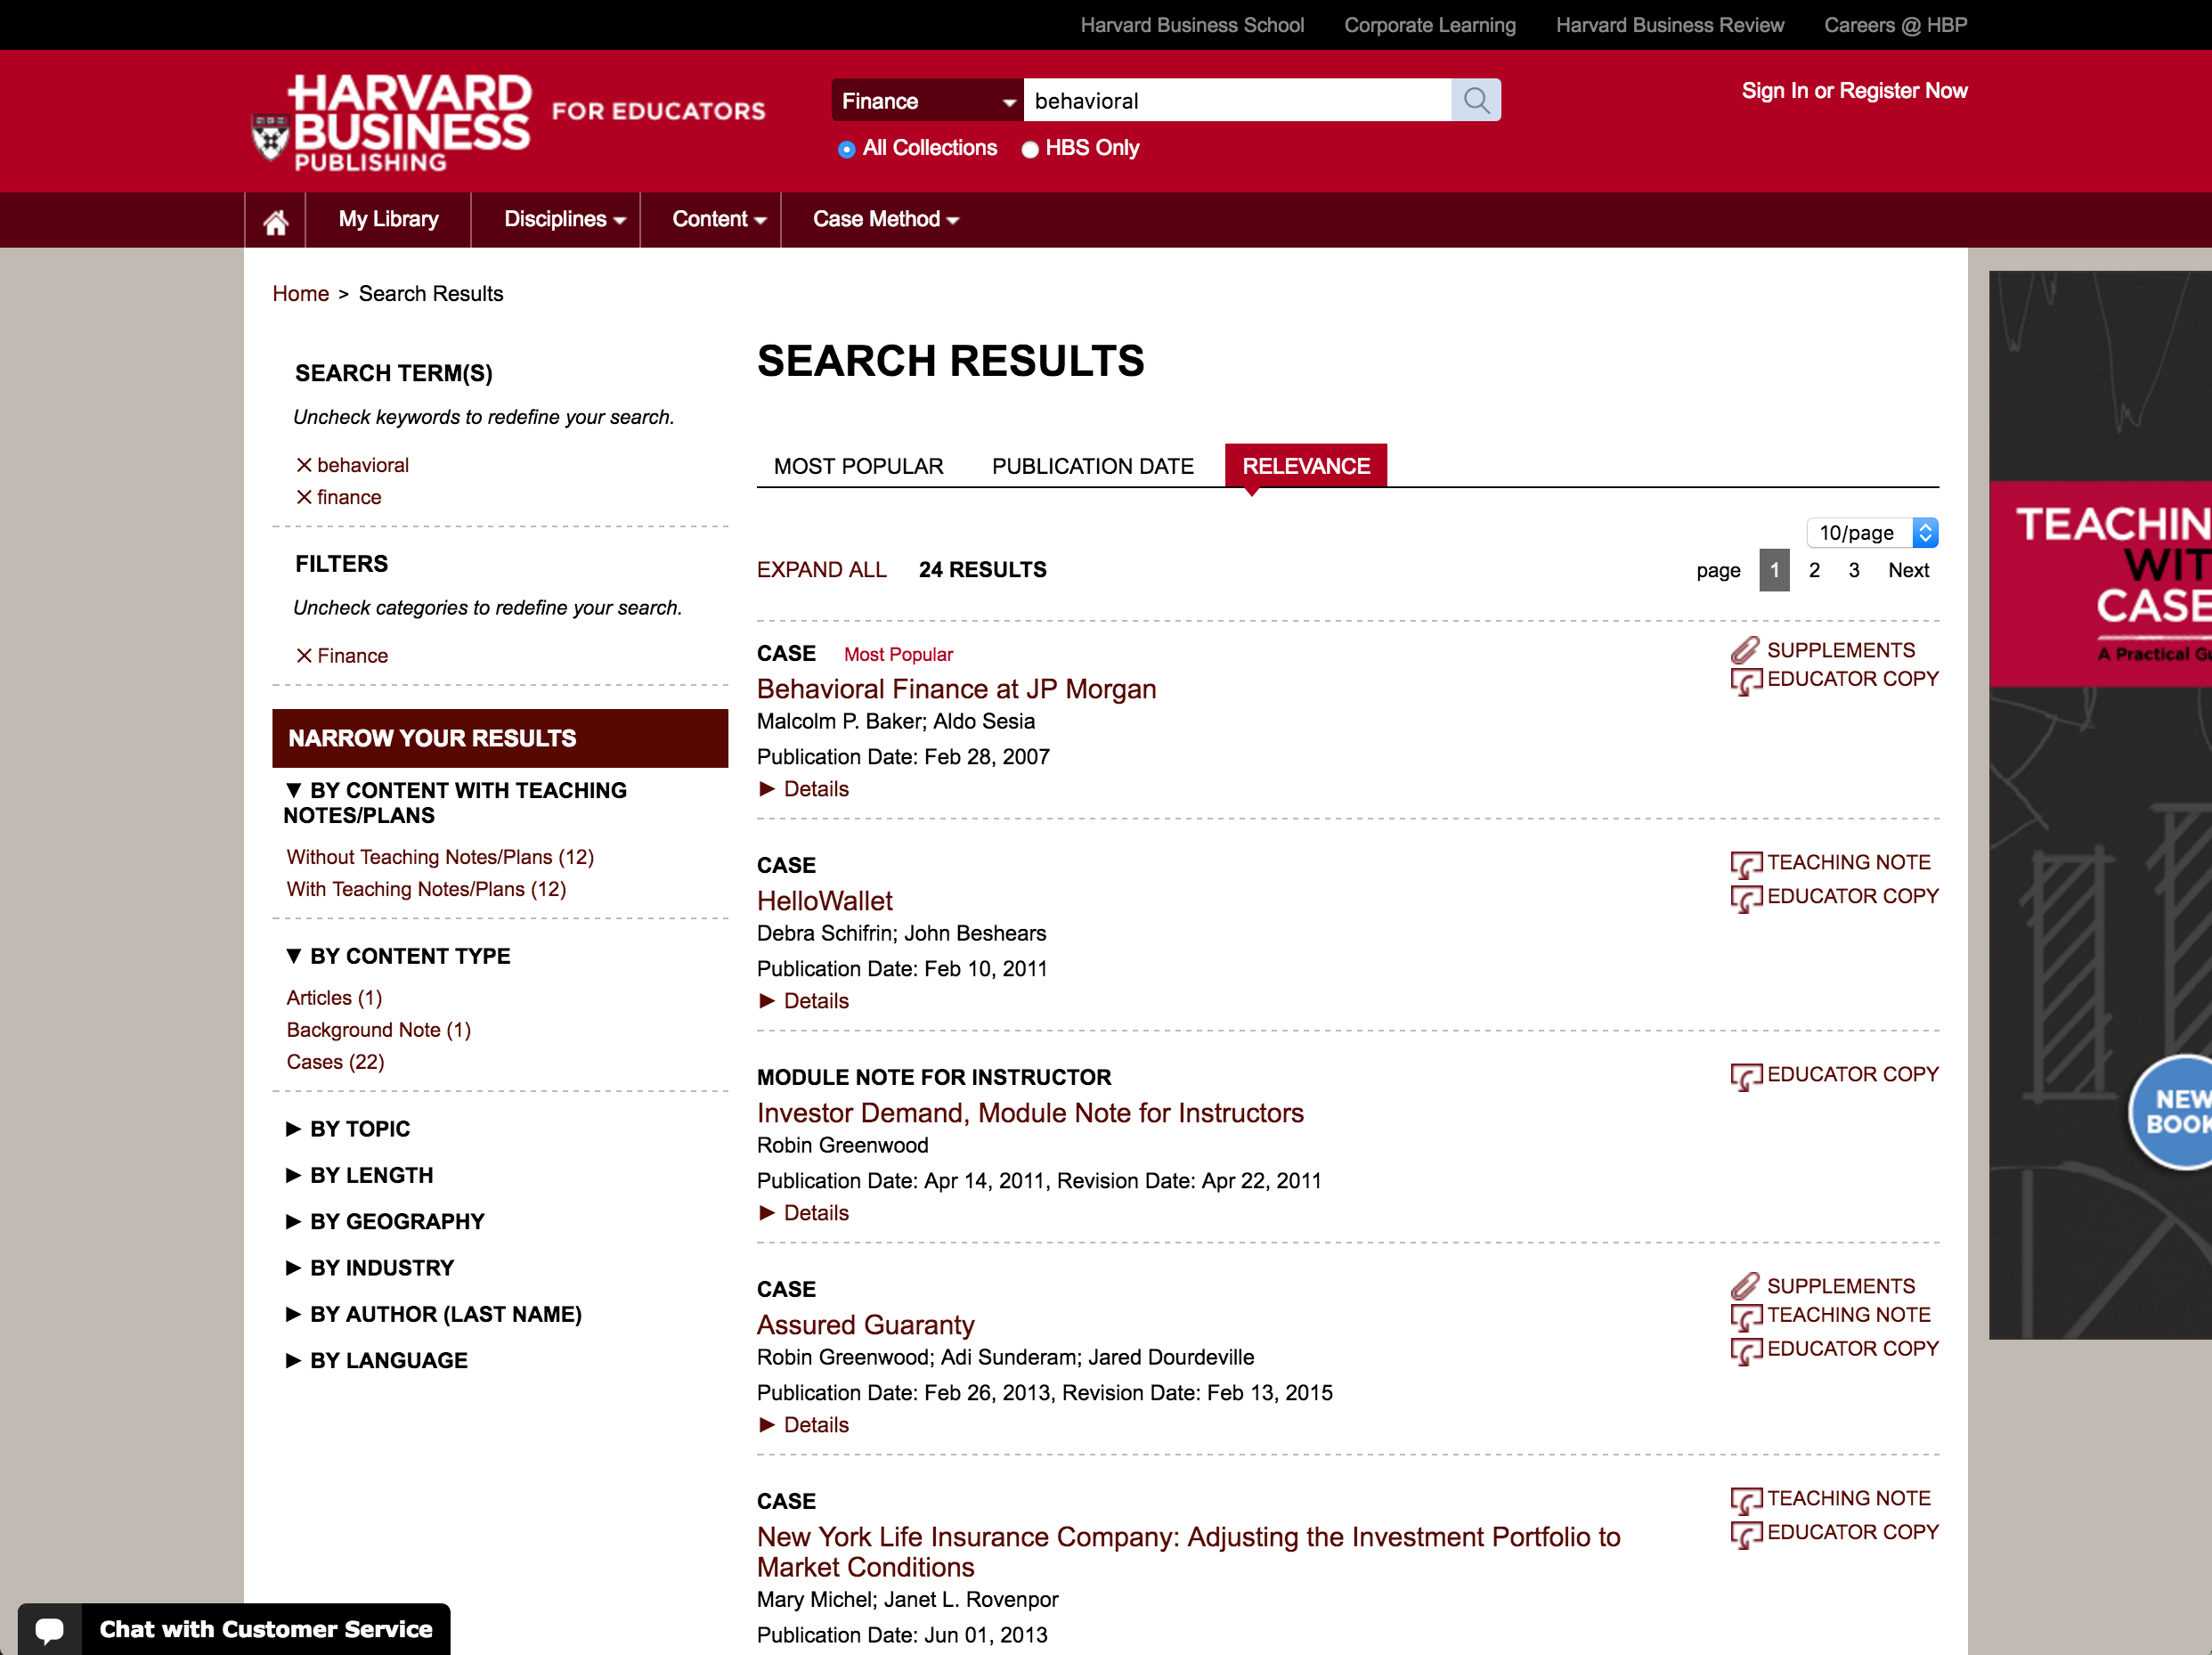 Harvard Business School Corporate Learning Harvard Business Review Careers @ HBP
HARVARD
BUSINESS
PUBLISHING
FOR EDUCATORS
Finance behavioral
All Collections HBS Only
Sign In or Register Now
My Library Disciplines Content Case Method
Home > Search Results
SEARCH TERM(S)
Uncheck keywords to redefine your search.
behavioral
finance
FILTERS
Uncheck categories to redefine your search.
Finance
NARROW YOUR RESULTS
BY CONTENT WITH TEACHING
NOTES/PLANS
Without Teaching Notes/Plans (12)
With Teaching Notes/Plans (12)
BY CONTENT TYPE
Articles (1)
Background Note (1)
Cases (22)
BY TOPIC
BY LENGTH
BY GEOGRAPHY
BY INDUSTRY
BY AUTHOR (LAST NAME)
BY LANGUAGE
SEARCH RESULTS
MOST POPULAR PUBLICATION DATE RELEVANCE
10/page
EXPAND ALL 24 RESULTS
page 1 2 3 Next
CASE Most Popular
Behavioral Finance at JP Morgan
Malcolm P. Baker; Aldo Sesia
Publication Date: Feb 28, 2007
Details
SUPPLEMENTS
EDUCATOR COPY
CASE
HelloWallet
Debra Schifrin; John Beshears
Publication Date: Feb 10, 2011
Details
TEACHING NOTE
EDUCATOR COPY
MODULE NOTE FOR INSTRUCTOR
Investor Demand, Module Note for Instructors
Robin Greenwood
Publication Date: Apr 14, 2011, Revision Date: Apr 22, 2011
Details
EDUCATOR COPY
CASE
Assured Guaranty
Robin Greenwood; Adi Sunderam; Jared Dourdeville
Publication Date: Feb 26, 2013, Revision Date: Feb 13, 2015
Details
SUPPLEMENTS
TEACHING NOTE
EDUCATOR COPY
CASE
New York Life Insurance Company: Adjusting the Investment Portfolio to
Market Conditions
Mary Michel; Janet L. Rovenpor
Publication Date: Jun 01, 2013
TEACHING NOTE
EDUCATOR COPY
TEACHIN
WIT
CASE
A Practical Gu
NEW
BOOK
Chat with Customer Service